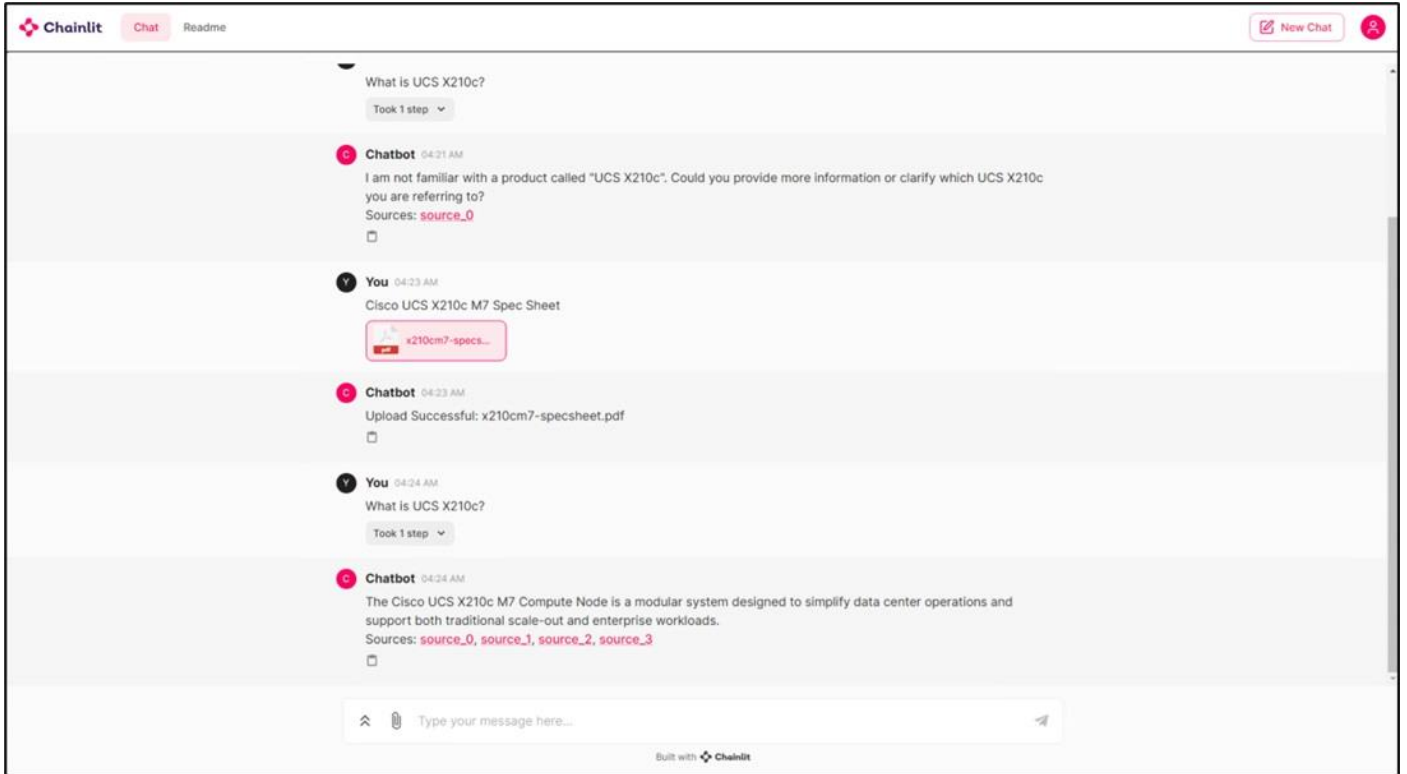 Chainlit
Chat
Readme
New Chat
What is UCS X210c?
Took 1 step
C
Chatbot 04:21 AM
I am not familiar with a product called "UCS X210c". Could you provide more information or clarify which UCS X210c
you are referring to?
Sources: source_0
Y
You 04:23 AM
Cisco UCS X210c M7 Spec Sheet
pdf
x210cm7-specs...
C
Chatbot 04:23 AM
Upload Successful: x210cm7-specsheet.pdf
Y
You 04:24 AM
What is UCS X210c?
Took 1 step
C
Chatbot 04:24 AM
The Cisco UCS X210c M7 Compute Node is a modular system designed to simplify data center operations and
support both traditional scale-out and enterprise workloads.
Sources: source_0, source_1, source_2, source_3
Type your message here...
Built with Chainlit